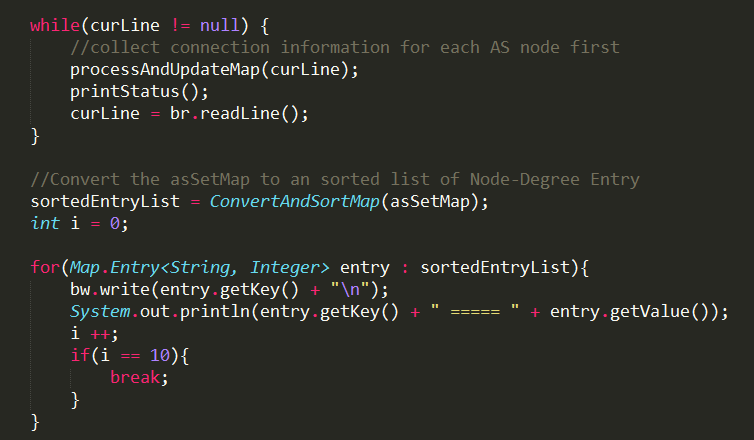 while(curLine != null) {
    //collect connection information for each AS node first
    processAndUpdateMap(curLine);
    printStatus();
    curLine = br.readLine();
}

//Convert the asSetMap to an sorted list of Node-Degree Entry
sortedEntryList = ConvertAndSortMap(asSetMap);
int i = 0;

for(Map.Entry<String, Integer> entry : sortedEntryList){
    bw.write(entry.getKey() + "\n");
    System.out.println(entry.getKey() + " ===== " + entry.getValue());
    i ++;
    if(i == 10){
        break;
    }
}